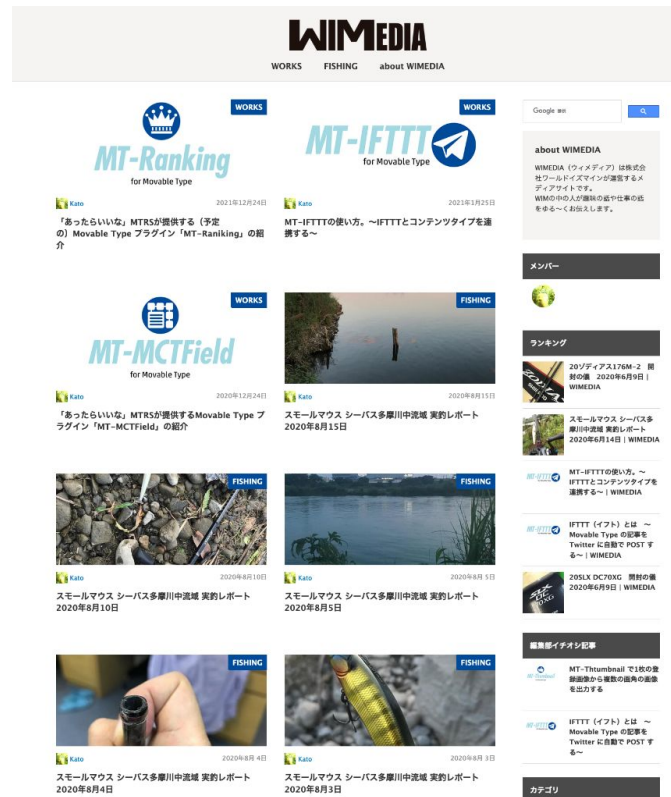 WIMEDIA
WORKS FISHING about WIMEDIA
WORKS
MT-Ranking
for Movable Type
Kato 2021年12月24日
「あったらいいな」MTRSが提供する（予定
の）Movable Type プラグイン「MT-Raniking」の紹
介
WORKS
MT-IFTTT
for Movable Type
Kato 2021年1月25日
MT-IFTTTの使い方。～IFTTTとコンテンツタイプを連
携する～
WORKS
MT-MCTField
for Movable Type
Kato 2020年12月24日
「あったらいいな」MTRSが提供するMovable Type プ
ラグイン「MT-MCTField」の紹介
FISHING
Kato 2020年8月15日
スモールマウス シーバス多摩川中流域 実釣レポート
2020年8月15日
FISHING
Kato 2020年8月10日
スモールマウス シーバス多摩川中流域 実釣レポート
2020年8月10日
FISHING
Kato 2020年8月 5日
スモールマウス シーバス多摩川中流域 実釣レポート
2020年8月5日
FISHING
Kato 2020年8月 4日
スモールマウス シーバス多摩川中流域 実釣レポート
2020年8月4日
FISHING
Kato 2020年8月 3日
スモールマウス シーバス多摩川中流域 実釣レポート
2020年8月3日
Google
about WIMEDIA
WIMEDIA（ウィメディア）は株式会
社ワールドイズマインが運営するメ
ディアサイトです。
WIMの中の人が趣味の話や仕事の話
をゆる～くお伝えします。
メンバー
ランキング
20ゾディアス176M-2 開
封の儀 2020年6月9日 |
WIMEDIA
スモールマウス シーバス多
摩川中流域 実釣レポート
2020年6月14日 | WIMEDIA
MT-IFTTT
MT-IFTTTの使い方。～
IFTTTとコンテンツタイプを
連携する～ | WIMEDIA
MT-IFTTT
IFTTT（イフト）とは ～
Movable Type の記事を
Twitter に自動で POST す
る～ | WIMEDIA
SLX
DC
70XG
20SLX DC70XG 開封の儀
2020年6月9日 | WIMEDIA
編集部イチオシ記事
MT-Thtumbnail で1枚の登
録画像から複数の画角の画像
を出力する
MT-IFTTT
IFTTT（イフト）とは ～
Movable Type の記事を
Twitter に自動で POST す
る～
カテゴリ